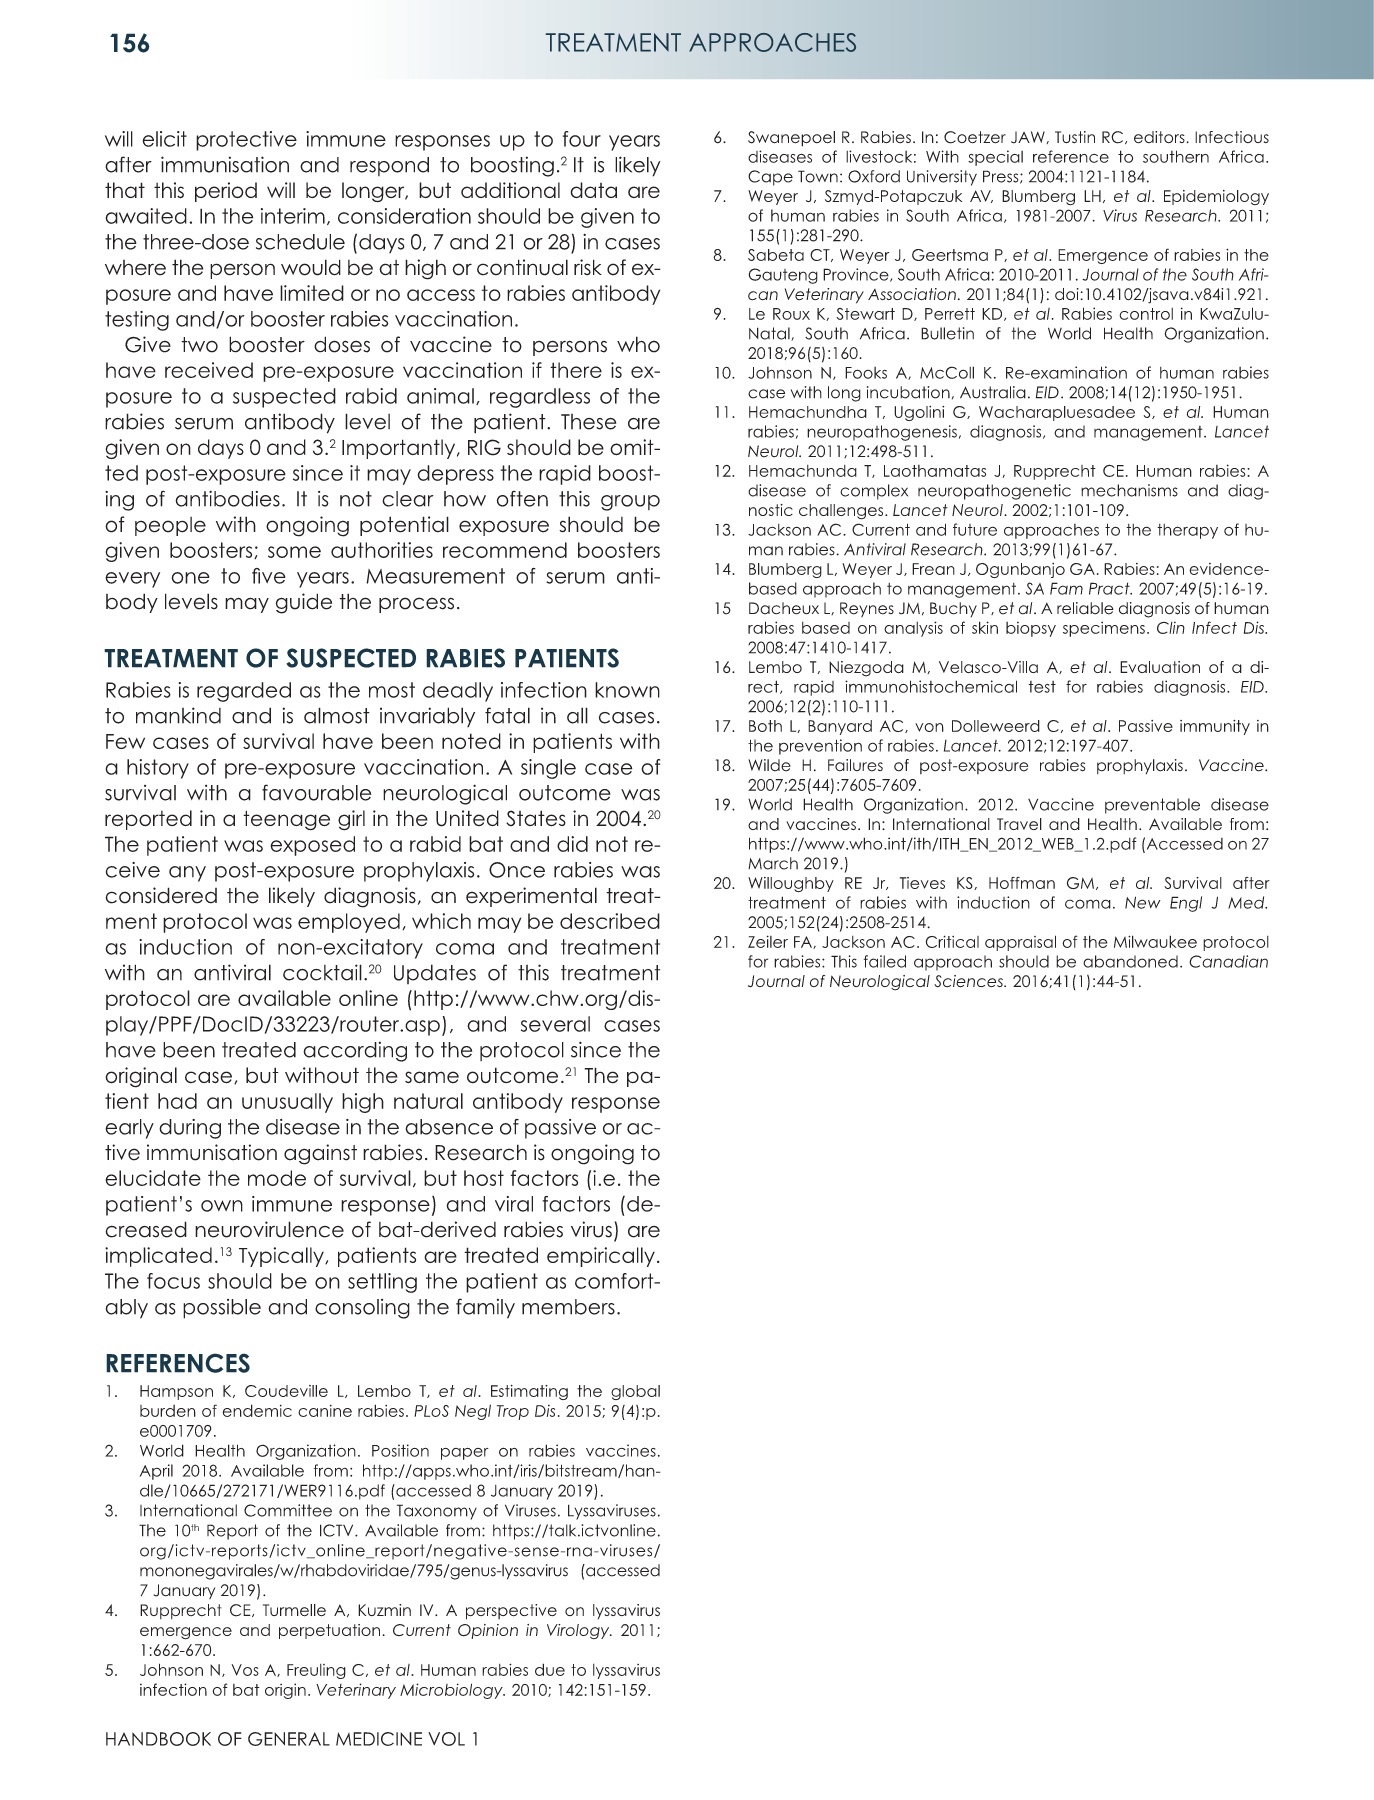 156
TREATMENT APPROACHES
will elicit protective immune responses up to four years
after immunisation and respond to boosting.2 It is likely
that this period will be longer, but additional data are
awaited. In the interim, consideration should be given to
the three-dose schedule (days 0, 7 and 21 or 28) in cases
where the person would be at high or continual risk of ex-
posure and have limited or no access to rabies antibody
testing and/or booster rabies vaccination.
Give two booster doses of vaccine to persons who
have received pre-exposure vaccination if there is ex-
posure to a suspected rabid animal, regardless of the
rabies serum antibody level of the patient. These are
given on days 0 and 3.2 Importantly, RIG should be omit-
ted post-exposure since it may depress the rapid boost-
ing of antibodies. It is not clear how often this group
of people with ongoing potential exposure should be
given boosters; some authorities recommend boosters
every one to five years. Measurement of serum anti-
body levels may guide the process.
TREATMENT OF SUSPECTED RABIES PATIENTS
Rabies is regarded as the most deadly infection known
to mankind and is almost invariably fatal in all cases.
Few cases of survival have been noted in patients with
a history of pre-exposure vaccination. A single case of
survival with a favourable neurological outcome was
reported in a teenage girl in the United States in 2004.20
The patient was exposed to a rabid bat and did not re-
ceive any post-exposure prophylaxis. Once rabies was
considered the likely diagnosis, an experimental treat-
ment protocol was employed, which may be described
as induction of non-excitatory coma and treatment
with an antiviral cocktail.20 Updates of this treatment
protocol are available online (http://www.chw.org/dis-
play/PPF/DocID/33223/router.asp), and several cases
have been treated according to the protocol since the
original case, but without the same outcome.21 The pa-
tient had an unusually high natural antibody response
early during the disease in the absence of passive or ac-
tive immunisation against rabies. Research is ongoing to
elucidate the mode of survival, but host factors (i.e. the
patient's own immune response) and viral factors (de-
creased neurovirulence of bat-derived rabies virus) are
implicated.13 Typically, patients are treated empirically.
The focus should be on settling the patient as comfort-
ably as possible and consoling the family members.
REFERENCES
1. Hampson K, Coudeville L, Lembo T, et al. Estimating the global
burden of endemic canine rabies. PLoS Negl Trop Dis. 2015; 9(4):p.
e0001709.
2. World Health Organization. Position paper on rabies vaccines.
April 2018. Available from: http://apps.who.int/iris/bitstream/han-
dle/10665/272171/WER9116.pdf (accessed 8 January 2019).
3. International Committee on the Taxonomy of Viruses. Lyssaviruses.
The 10th Report of the ICTV. Available from: https://talk.ictvonline.
org/ictv-reports/ictv_online_report/negative-sense-rna-viruses/
mononegavirales/w/rhabdoviridae/795/genus-lyssavirus (accessed
7 January 2019).
4. Rupprecht CE, Turmelle A, Kuzmin IV. A perspective on lyssavirus
emergence and perpetuation. Current Opinion in Virology. 2011;
1:662-670.
5. Johnson N, Vos A, Freuling C, et al. Human rabies due to lyssavirus
infection of bat origin. Veterinary Microbiology. 2010; 142:151-159.
6. Swanepoel R. Rabies. In: Coetzer JAW, Tustin RC, editors. Infectious
diseases of livestock: With special reference to southern Africa.
Cape Town: Oxford University Press; 2004:1121-1184.
7. Weyer J, Szmyd-Potapczuk AV, Blumberg LH, et al. Epidemiology
of human rabies in South Africa, 1981-2007. Virus Research. 2011;
155(1):281-290.
8. Sabeta CT, Weyer J, Geertsma P, et al. Emergence of rabies in the
Gauteng Province, South Africa: 2010-2011. Journal of the South Afri-
can Veterinary Association. 2011;84(1): doi:10.4102/jsava.v84i1.921.
9. Le Roux K, Stewart D, Perrett KD, et al. Rabies control in KwaZulu-
Natal, South Africa. Bulletin of the World Health Organization.
2018;96(5):160.
10. Johnson N, Fooks A, McColl K. Re-examination of human rabies
case with long incubation, Australia. EID. 2008;14(12):1950-1951.
11. Hemachundha T, Ugolini G, Wacharapluesadee S, et al. Human
rabies; neuropathogenesis, diagnosis, and management. Lancet
Neurol. 2011;12:498-511.
12. Hemachunda T, Laothamatas J, Rupprecht CE. Human rabies: A
disease of complex neuropathogenetic mechanisms and diag-
nostic challenges. Lancet Neurol. 2002;1:101-109.
13. Jackson AC. Current and future approaches to the therapy of hu-
man rabies. Antiviral Research. 2013;99(1)61-67.
14. Blumberg L, Weyer J, Frean J, Ogunbanjo GA. Rabies: An evidence-
based approach to management. SA Fam Pract. 2007;49(5):16-19.
15 Dacheux L, Reynes JM, Buchy P, et al. A reliable diagnosis of human
rabies based on analysis of skin biopsy specimens. Clin Infect Dis.
2008:47:1410-1417.
16. Lembo T, Niezgoda M, Velasco-Villa A, et al. Evaluation of a di-
rect, rapid immunohistochemical test for rabies diagnosis. EID.
2006;12(2):110-111.
17. Both L, Banyard AC, von Dolleweerd C, et al. Passive immunity in
the prevention of rabies. Lancet. 2012;12:197-407.
18. Wilde H. Failures of post-exposure rabies prophylaxis. Vaccine.
2007;25(44):7605-7609.
19. World Health Organization. 2012. Vaccine preventable disease
and vaccines. In: International Travel and Health. Available from:
https://www.who.int/ith/ITH_EN_2012_WEB_1.2.pdf (Accessed on 27
March 2019.)
20. Willoughby RE Jr, Tieves KS, Hoffman GM, et al. Survival after
treatment of rabies with induction of coma. New Engl J Med.
2005;152(24):2508-2514.
21. Zeiler FA, Jackson AC. Critical appraisal of the Milwaukee protocol
for rabies: This failed approach should be abandoned. Canadian
Journal of Neurological Sciences. 2016;41(1):44-51.
HANDBOOK OF GENERAL MEDICINE VOL 1